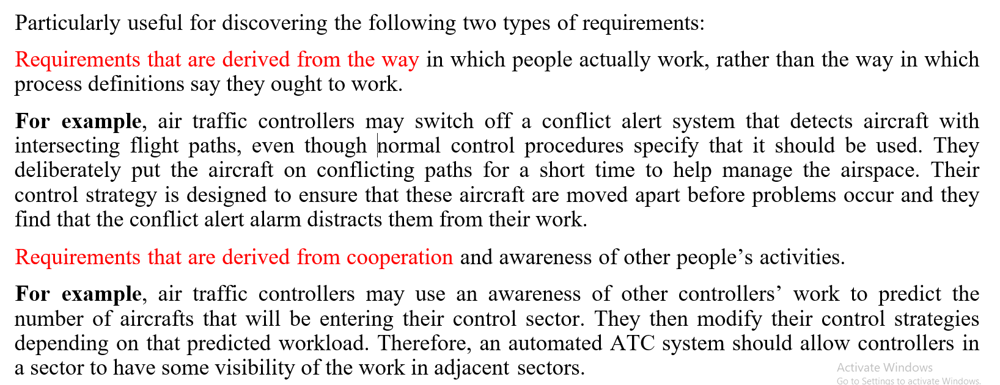 Particularly useful for discovering the following two types of requirements:
Requirements that are derived from the way in which people actually work, rather than the way in which
process definitions say they ought to work.
For example, air traffic controllers may switch off a conflict alert system that detects aircraft with
intersecting flight paths, even though normal control procedures specify that it should be used. They
deliberately put the aircraft on conflicting paths for a short time to help manage the airspace. Their
control strategy is designed to ensure that these aircraft are moved apart before problems occur and they
find that the conflict alert alarm distracts them from their work.
Requirements that are derived from cooperation and awareness of other people’s activities.
For example, air traffic controllers may use an awareness of other controllers’ work to predict the
number of aircrafts that will be entering their control sector. They then modify their control strategies
depending on that predicted workload. Therefore, an automated ATC system should allow controllers in
a sector to have some visibility of the work in adjacent sectors.
Activate Windows
Go to Settings to activate Windows.